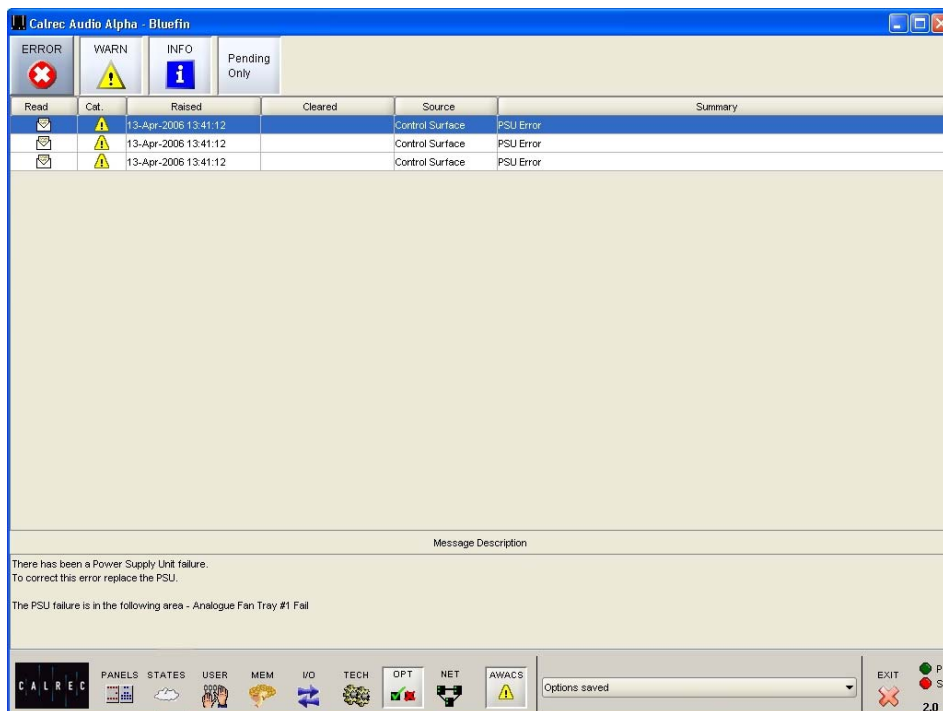 Calrec Audio Alpha - Bluefin
ERROR
WARN
INFO
Pending Only
Read Cat. Raised Cleared Source Summary
13-Apr-2006 13:41:12 Control Surface PSU Error
13-Apr-2006 13:41:12 Control Surface PSU Error
13-Apr-2006 13:41:12 Control Surface PSU Error
Message Description
There has been a Power Supply Unit failure.
To correct this error replace the PSU.
The PSU failure is in the following area - Analogue Fan Tray #1 Fail
CALREC
PANELS STATES USER MEM I/O TECH OPT NET AWACS
Options saved
EXIT
P
S
2.0